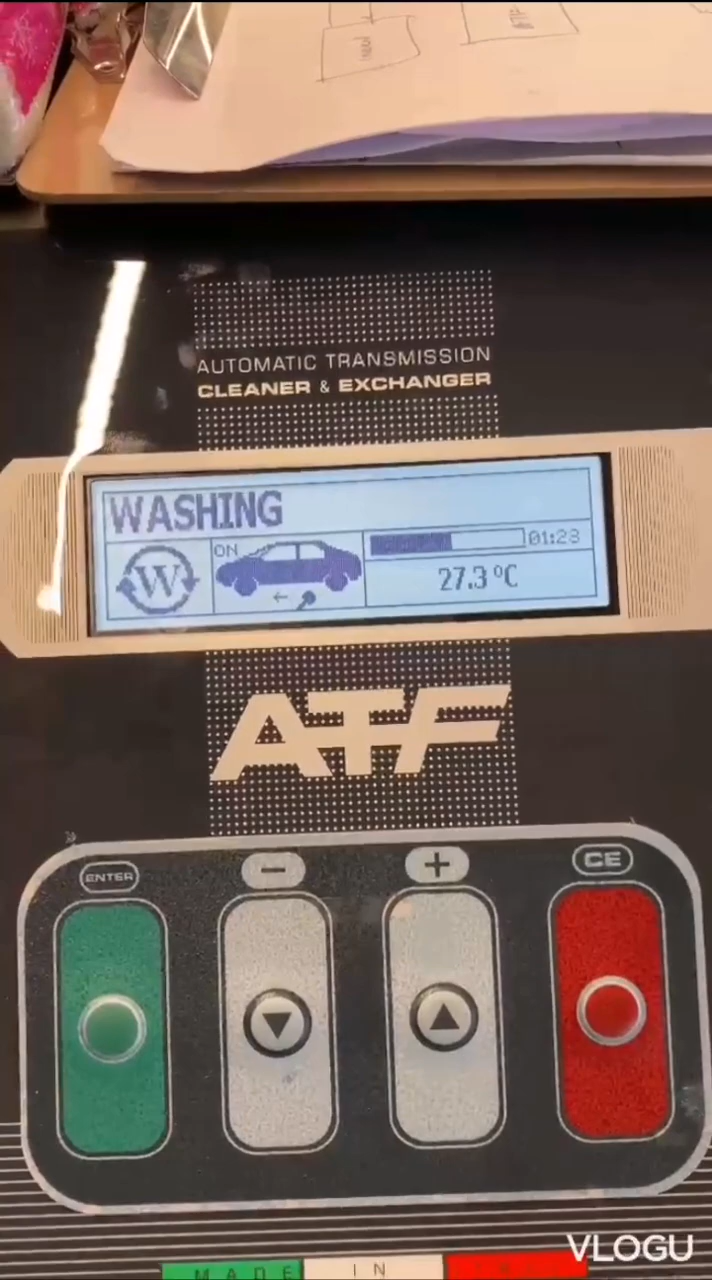 AUTOMATIC TRANSMISSION
CLEANER & EXCHANGER
WASHING
W
ON
01:23
27.3 °C
ATF
ENTER
−
+
CE
VLOGU
MADE IN